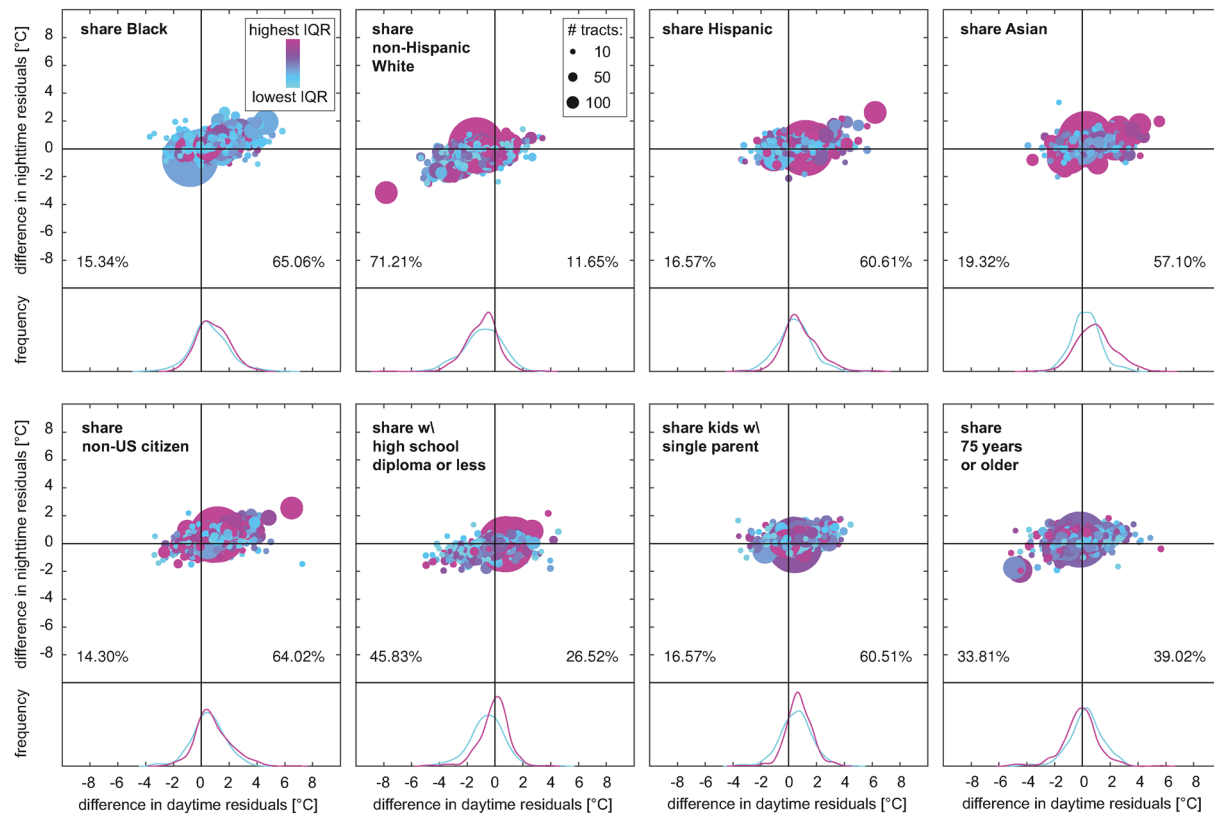 share Black
highest IQR
lowest IQR
share
non-Hispanic
White
# tracts:
10
50
100
share Hispanic
share Asian
difference in nighttime residuals [°C]
8
6
4
2
0
-2
-4
-6
-8
15.34%
65.06%
71.21%
11.65%
16.57%
60.61%
19.32%
57.10%
frequency
share
non-US citizen
share w\
high school
diploma or less
share kids w\
single parent
share
75 years
or older
difference in nighttime residuals [°C]
8
6
4
2
0
-2
-4
-6
-8
14.30%
64.02%
45.83%
26.52%
16.57%
60.51%
33.81%
39.02%
frequency
-8 -6 -4 -2 0 2 4 6 8
-8 -6 -4 -2 0 2 4 6 8
-8 -6 -4 -2 0 2 4 6 8
-8 -6 -4 -2 0 2 4 6 8
difference in daytime residuals [°C]
difference in daytime residuals [°C]
difference in daytime residuals [°C]
difference in daytime residuals [°C]